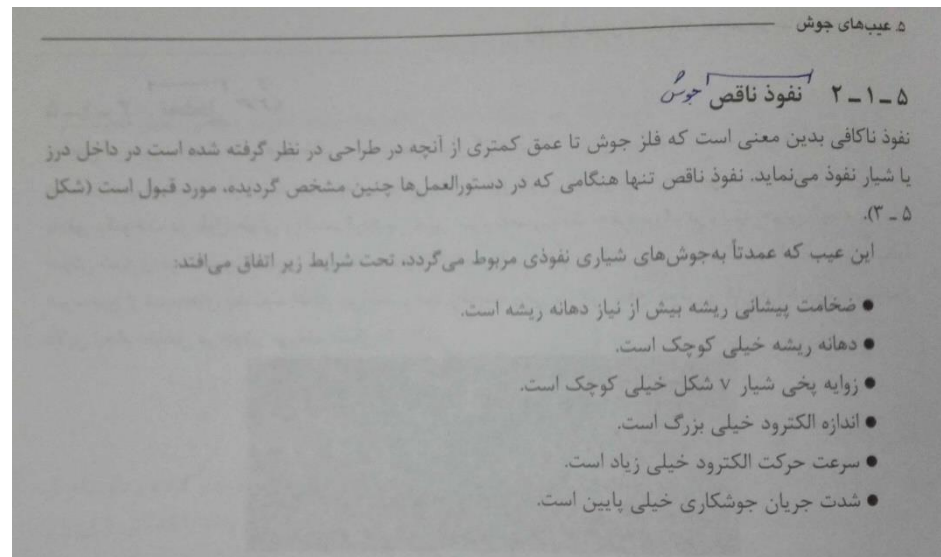 ۵. عیب‌های جوش
۵ – ۱ – ۲ نفوذ ناقص جوش
نفوذ ناکافی بدین معنی است که فلز جوش تا عمق کمتری از آنچه در طراحی در نظر گرفته شده است در داخل درز
یا شیار نفوذ می‌نماید. نفوذ ناقص تنها هنگامی که در دستورالعمل‌ها چنین مشخص گردیده، مورد قبول است (شکل
۵ – ۳).
این عیب که عمدتاً به‌جوش‌های شیاری نفوذی مربوط می‌گردد، تحت شرایط زیر اتفاق می‌افتد:
● ضخامت پیشانی ریشه بیش از نیاز دهانه ریشه است.
● دهانه ریشه خیلی کوچک است.
● زوایه پخی شیار v شکل خیلی کوچک است.
● اندازه الکترود خیلی بزرگ است.
● سرعت حرکت الکترود خیلی زیاد است.
● شدت جریان جوشکاری خیلی پایین است.